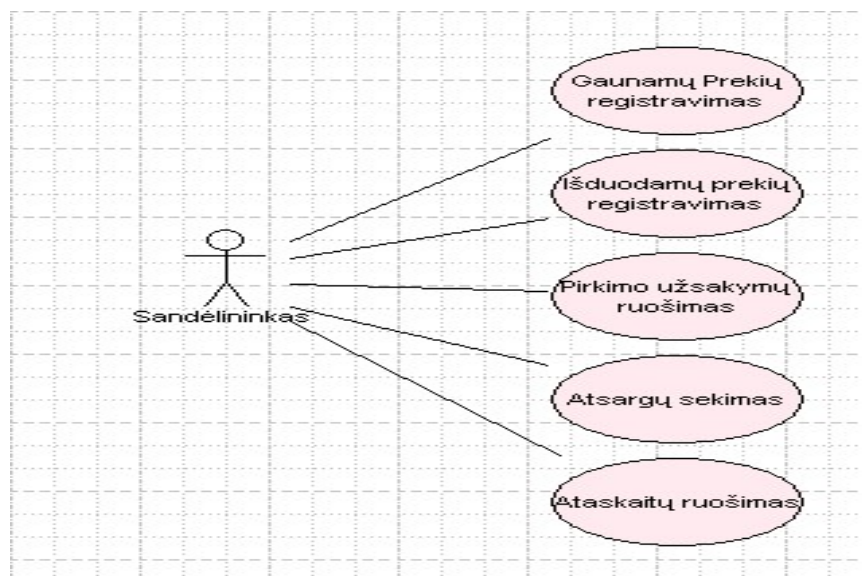 Gaunamų Prekių
registravimas
Išduodamų prekių
registravimas
Pirkimo užsakymų
ruošimas
Sandėlininkas
Atsargų sekimas
Ataskaitų ruošimas